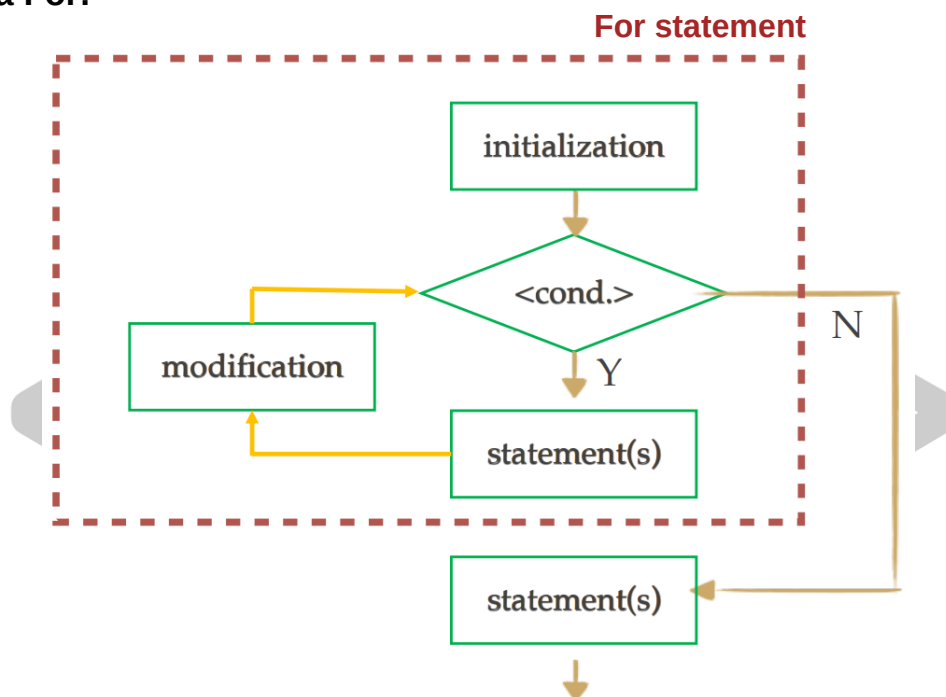 For statement
initialization
<cond.>
N
Y
modification
statement(s)
statement(s)